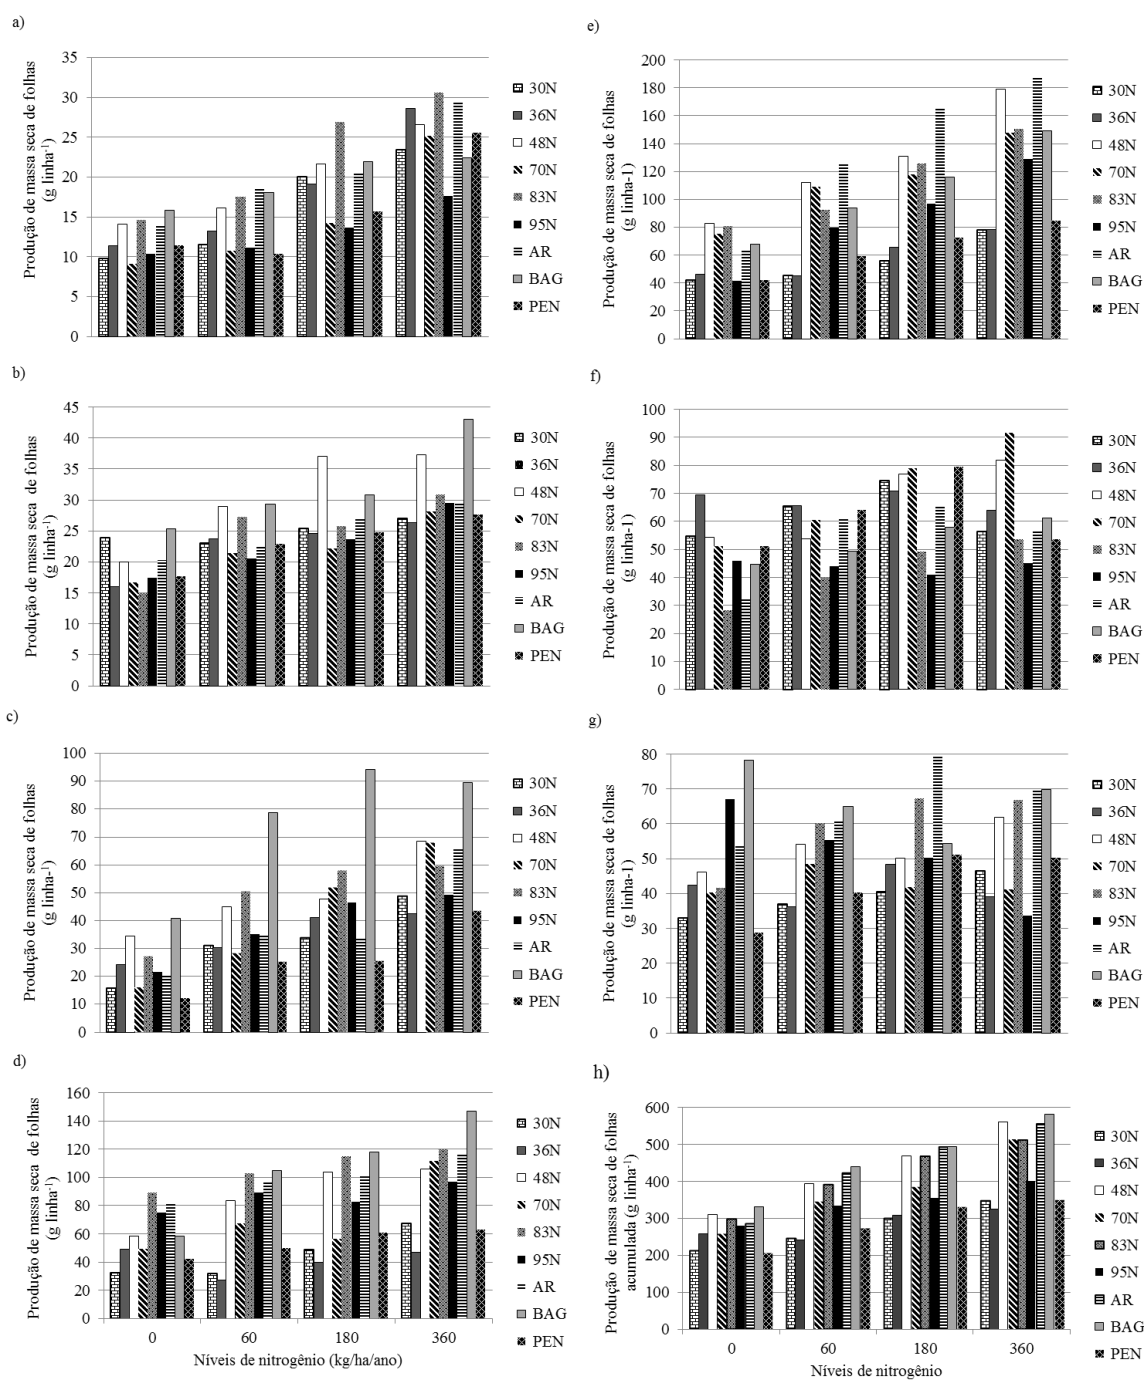 a)
Produção de massa seca de folhas
(g linha-1)
35
30
25
20
15
10
5
0
30N
36N
48N
70N
83N
95N
AR
BAG
PEN
b)
Produção de massa seca de folhas
(g linha-1)
45
40
35
30
25
20
15
10
5
0
30N
36N
48N
70N
83N
95N
AR
BAG
PEN
c)
Produção de massa seca de folhas
(g linha-1)
100
90
80
70
60
50
40
30
20
10
0
30N
36N
48N
70N
83N
95N
AR
BAG
PEN
d)
Produção de massa seca de folhas
(g linha-1)
160
140
120
100
80
60
40
20
0
0 60 180 360
Níveis de nitrogênio (kg/ha/ano)
30N
36N
48N
70N
83N
95N
AR
BAG
PEN
e)
Produção de massa seca de folhas
(g linha-1)
200
180
160
140
120
100
80
60
40
20
0
30N
36N
48N
70N
83N
95N
AR
BAG
PEN
f)
Produção de massa seca de folhas
(g linha-1)
100
90
80
70
60
50
40
30
20
10
0
30N
36N
48N
70N
83N
95N
AR
BAG
PEN
g)
Produção de massa seca de folhas
(g linha-1)
80
70
60
50
40
30
20
10
0
30N
36N
48N
70N
83N
95N
AR
BAG
PEN
h)
Produção de massa seca de folhas
acumulada (g linha-1)
600
500
400
300
200
100
0
0 60 180 360
Níveis de nitrogênio
30N
36N
48N
70N
83N
95N
AR
BAG
PEN